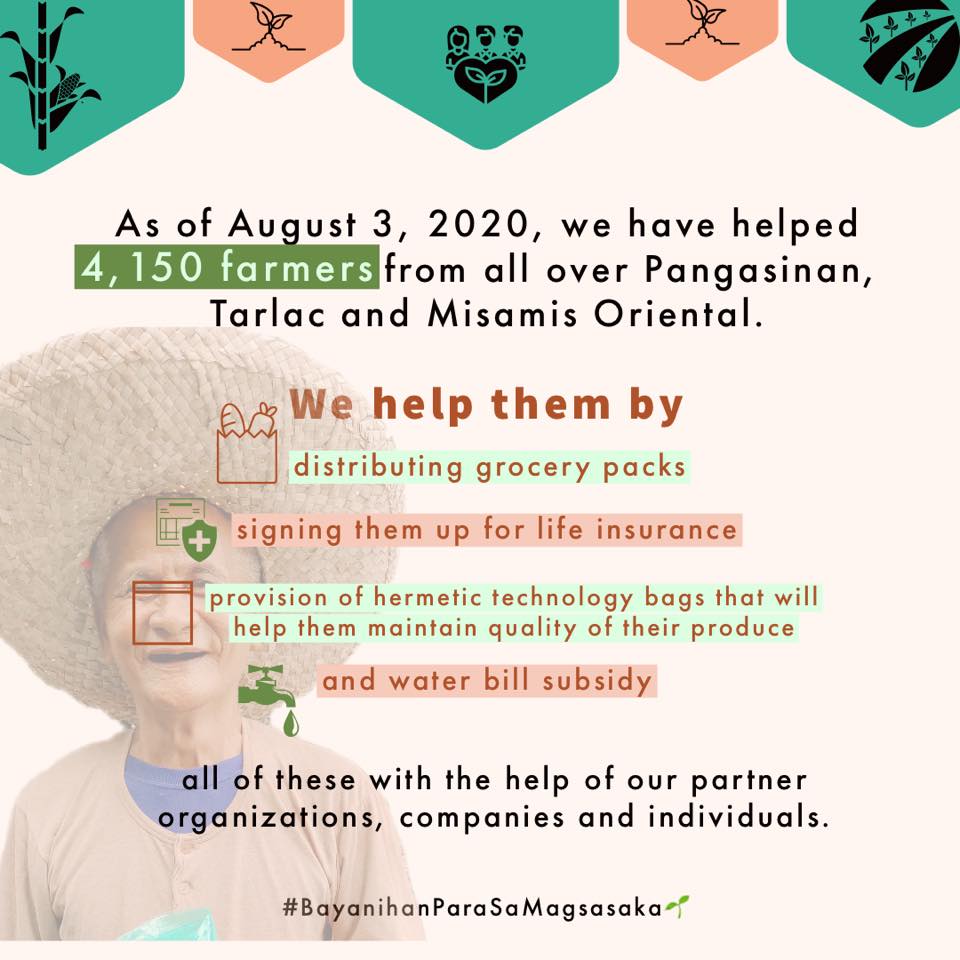 As of August 3, 2020, we have helped
4,150 farmers from all over Pangasinan,
Tarlac and Misamis Oriental.
We help them by
distributing grocery packs
signing them up for life insurance
provision of hermetic technology bags that will
help them maintain quality of their produce
and water bill subsidy
all of these with the help of our partner
organizations, companies and individuals.
#BayanihanParaSaMagsasaka🌱